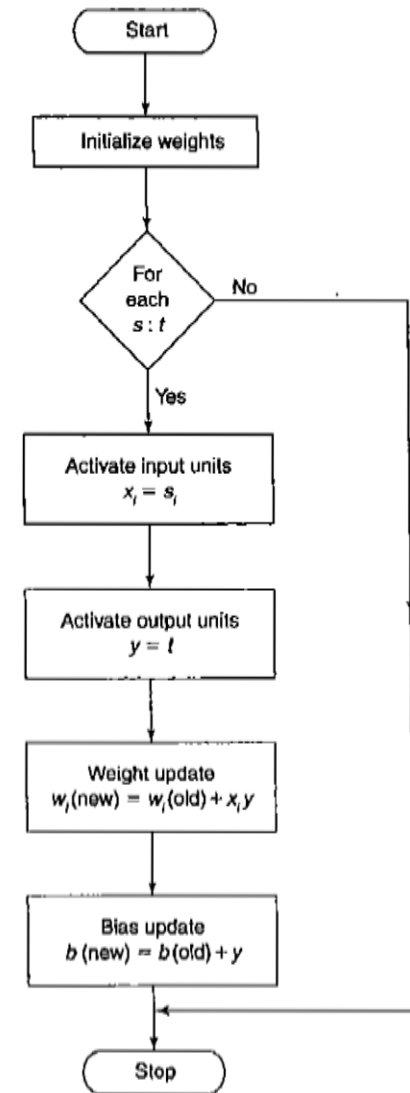 Start
Initialize weights
For
each
s : t
No
Yes
Activate input units
xᵢ = sᵢ
Activate output units
y = t
Weight update
wᵢ(new) = wᵢ(old) + xᵢ y
Bias update
b (new) = b(old) + y
Stop